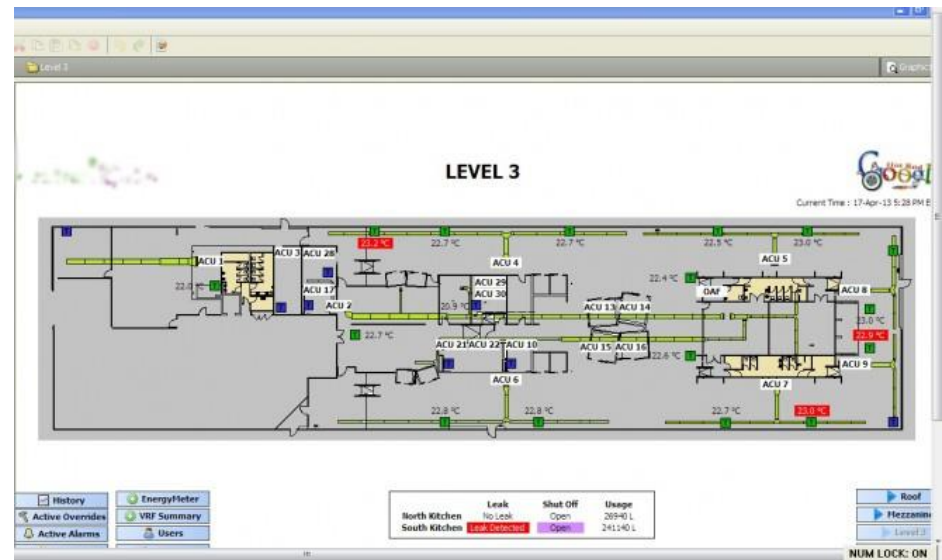 Level 3
Graphics
LEVEL 3
Google
Current Time : 17-Apr-13 5:28 PM E
23.2 °C
22.7 °C
22.7 °C
22.5 °C
23.0 °C
ACU 1
ACU 3
ACU 28
ACU 4
ACU 5
22.0 °C
ACU 17
ACU 29
ACU 30
22.4 °C
OAF
ACU 8
ACU 2
20.9 °C
ACU 13
ACU 14
23.0 °C
22.7 °C
22.9 °C
ACU 21
ACU 22
ACU 10
ACU 15
ACU 16
22.6 °C
ACU 9
ACU 6
ACU 7
22.8 °C
22.8 °C
22.7 °C
23.0 °C
Leak Shut Off Usage
North Kitchen No Leak Open 26940 L
South Kitchen Leak Detected Open 241140 L
History
Active Overrides
Active Alarms
EnergyMeter
VRF Summary
Users
Roof
Mezzanine
Level 3
NUM LOCK: ON